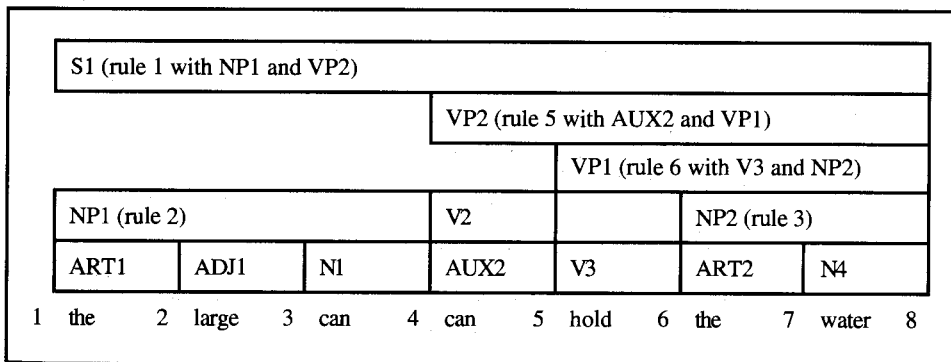 S1 (rule 1 with NP1 and VP2)
VP2 (rule 5 with AUX2 and VP1)
VP1 (rule 6 with V3 and NP2)
NP1 (rule 2) V2 NP2 (rule 3)
ART1 ADJ1 N1 AUX2 V3 ART2 N4
1 the 2 large 3 can 4 can 5 hold 6 the 7 water 8